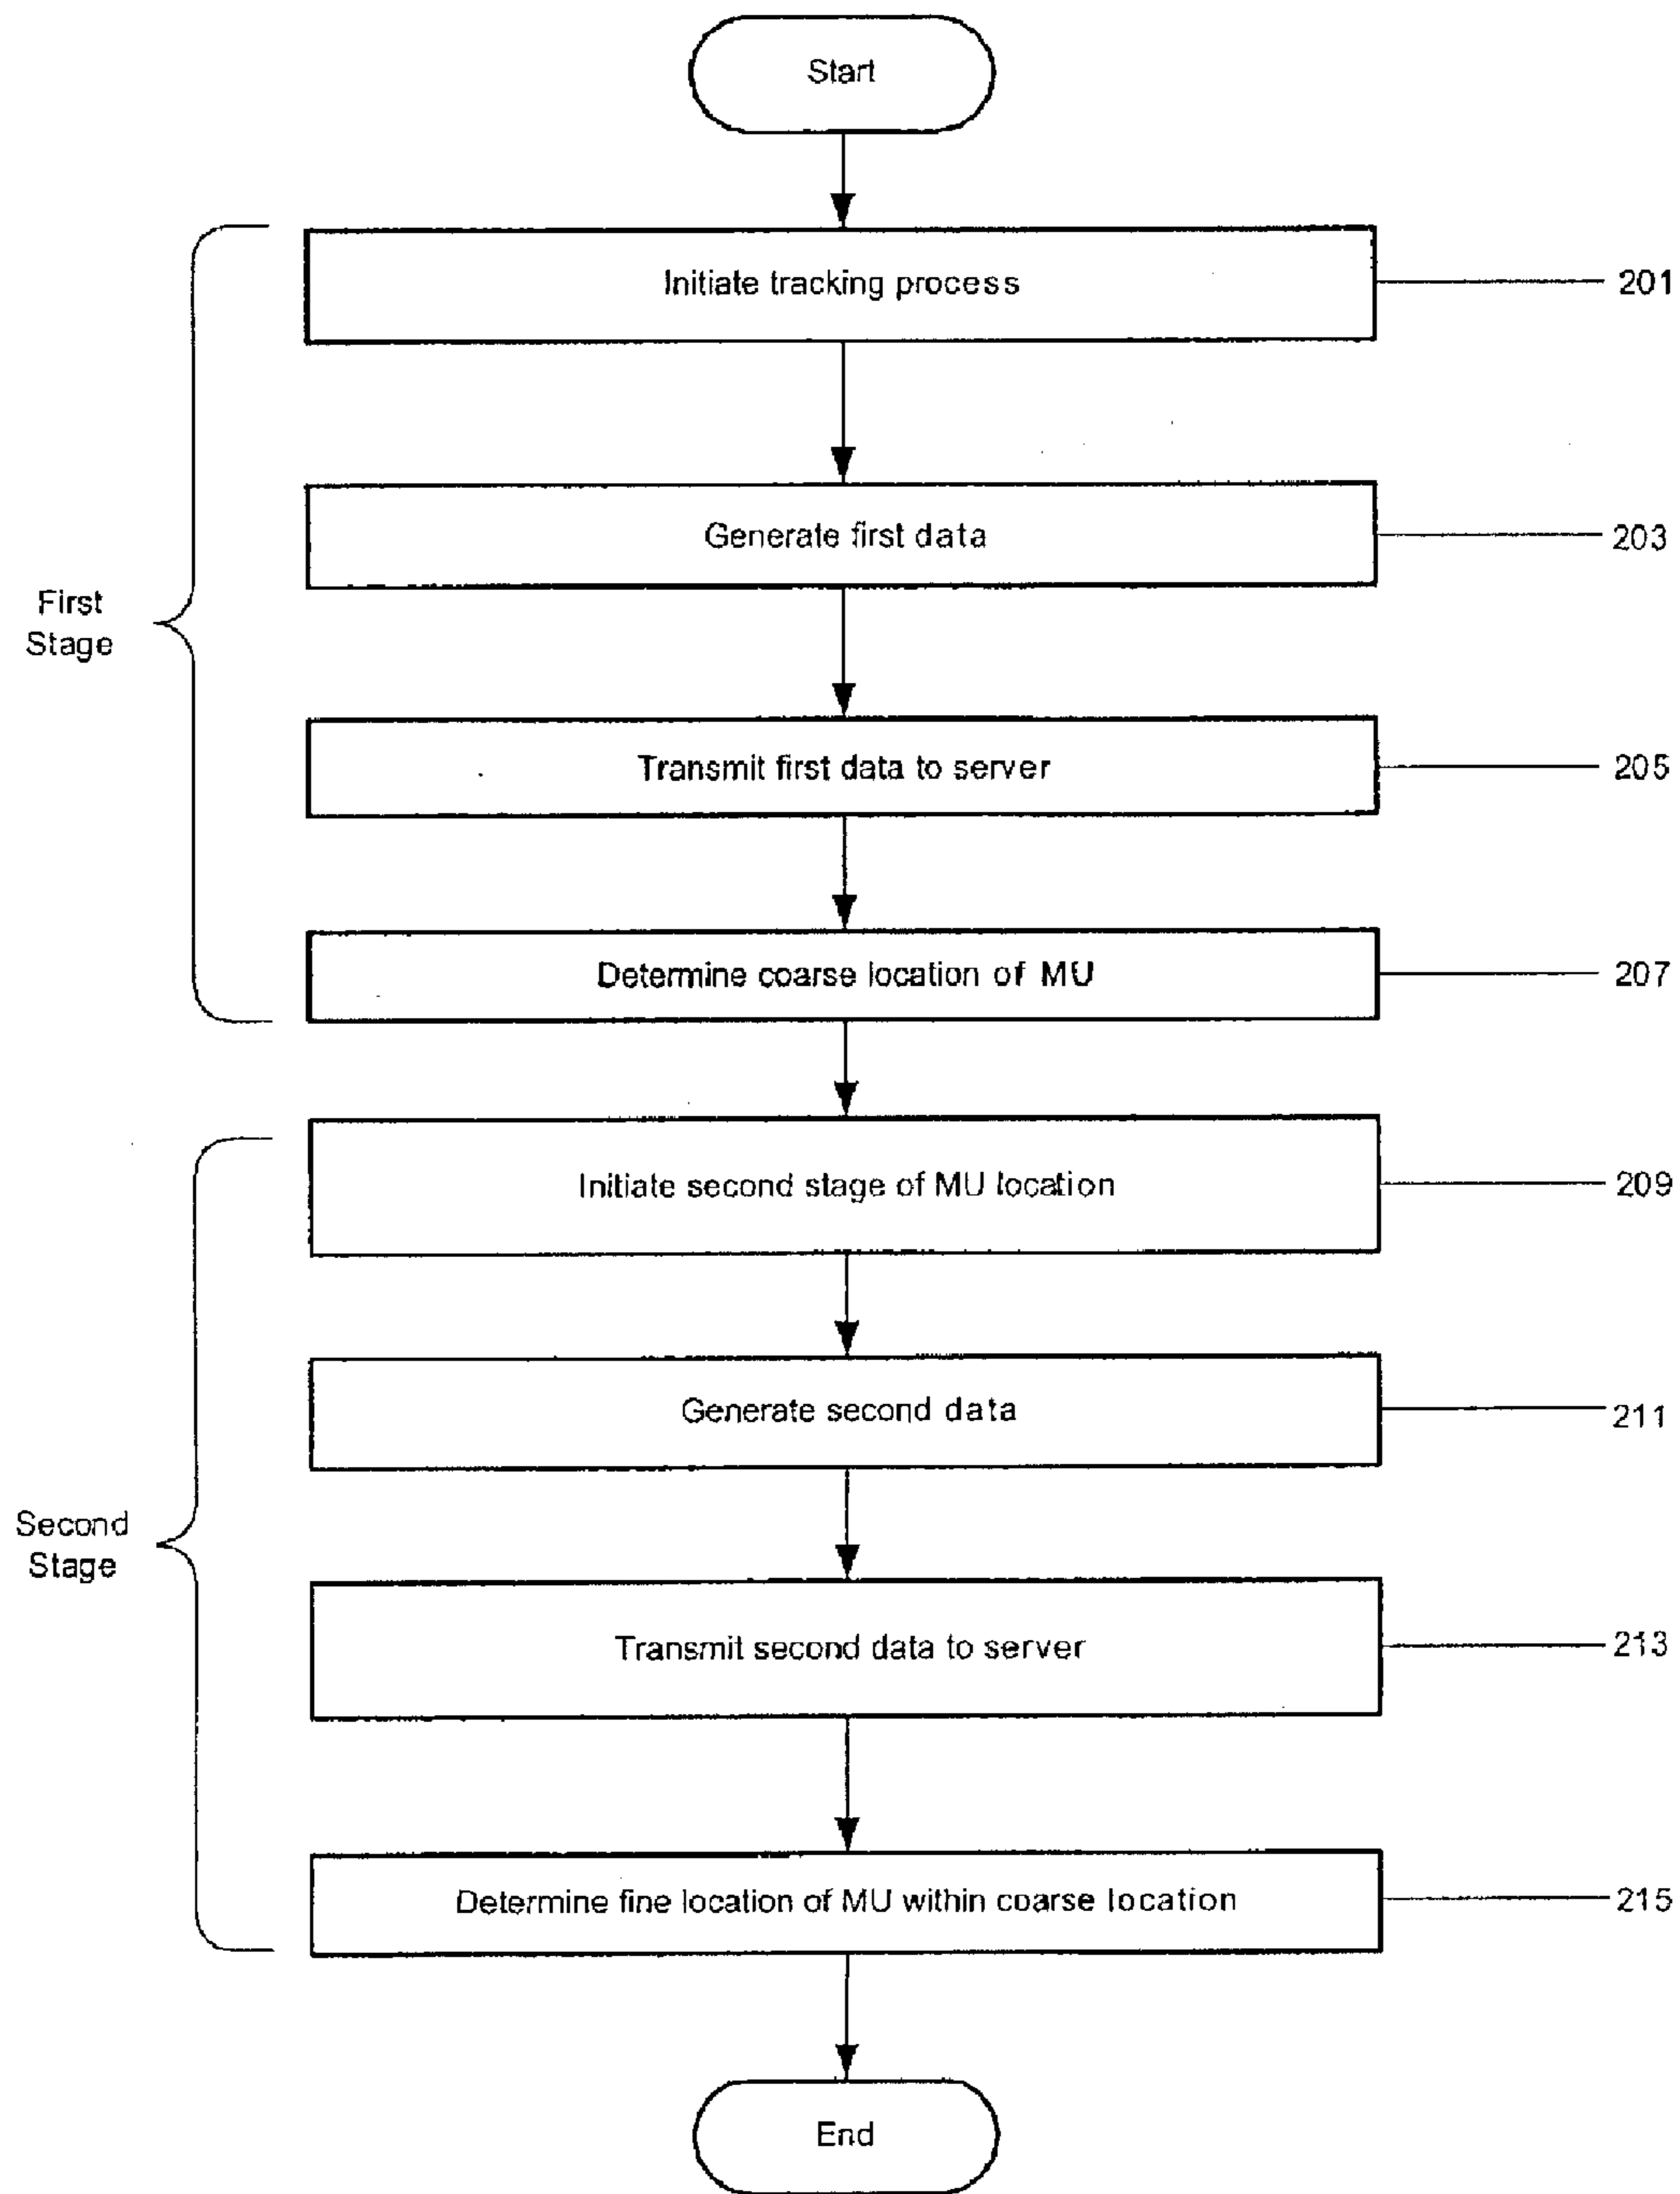 Start
Initiate tracking process
201
Generate first data
203
First
Stage
Transmit first data to server
205
Determine coarse location of MU
207
Initiate second stage of MU location
209
Generate second data
211
Second
Stage
Transmit second data to server
213
Determine fine location of MU within coarse location
215
End